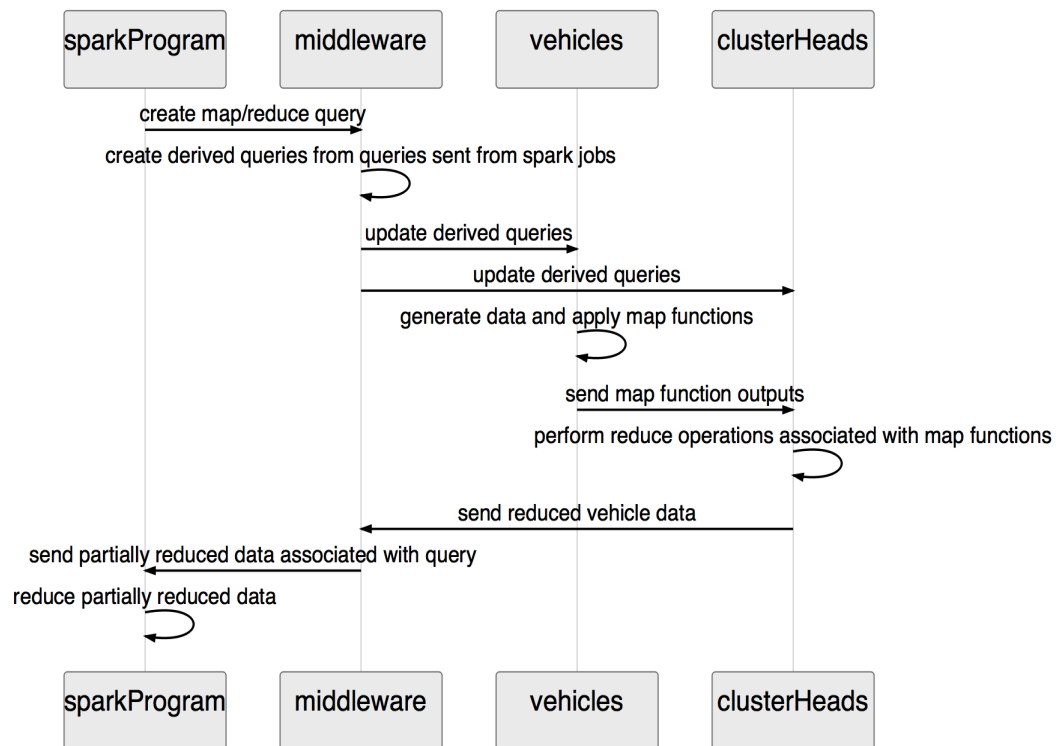 sparkProgram middleware vehicles clusterHeads
create map/reduce query
create derived queries from queries sent from spark jobs
update derived queries
update derived queries
generate data and apply map functions
send map function outputs
perform reduce operations associated with map functions
send reduced vehicle data
send partially reduced data associated with query
reduce partially reduced data
sparkProgram middleware vehicles clusterHeads